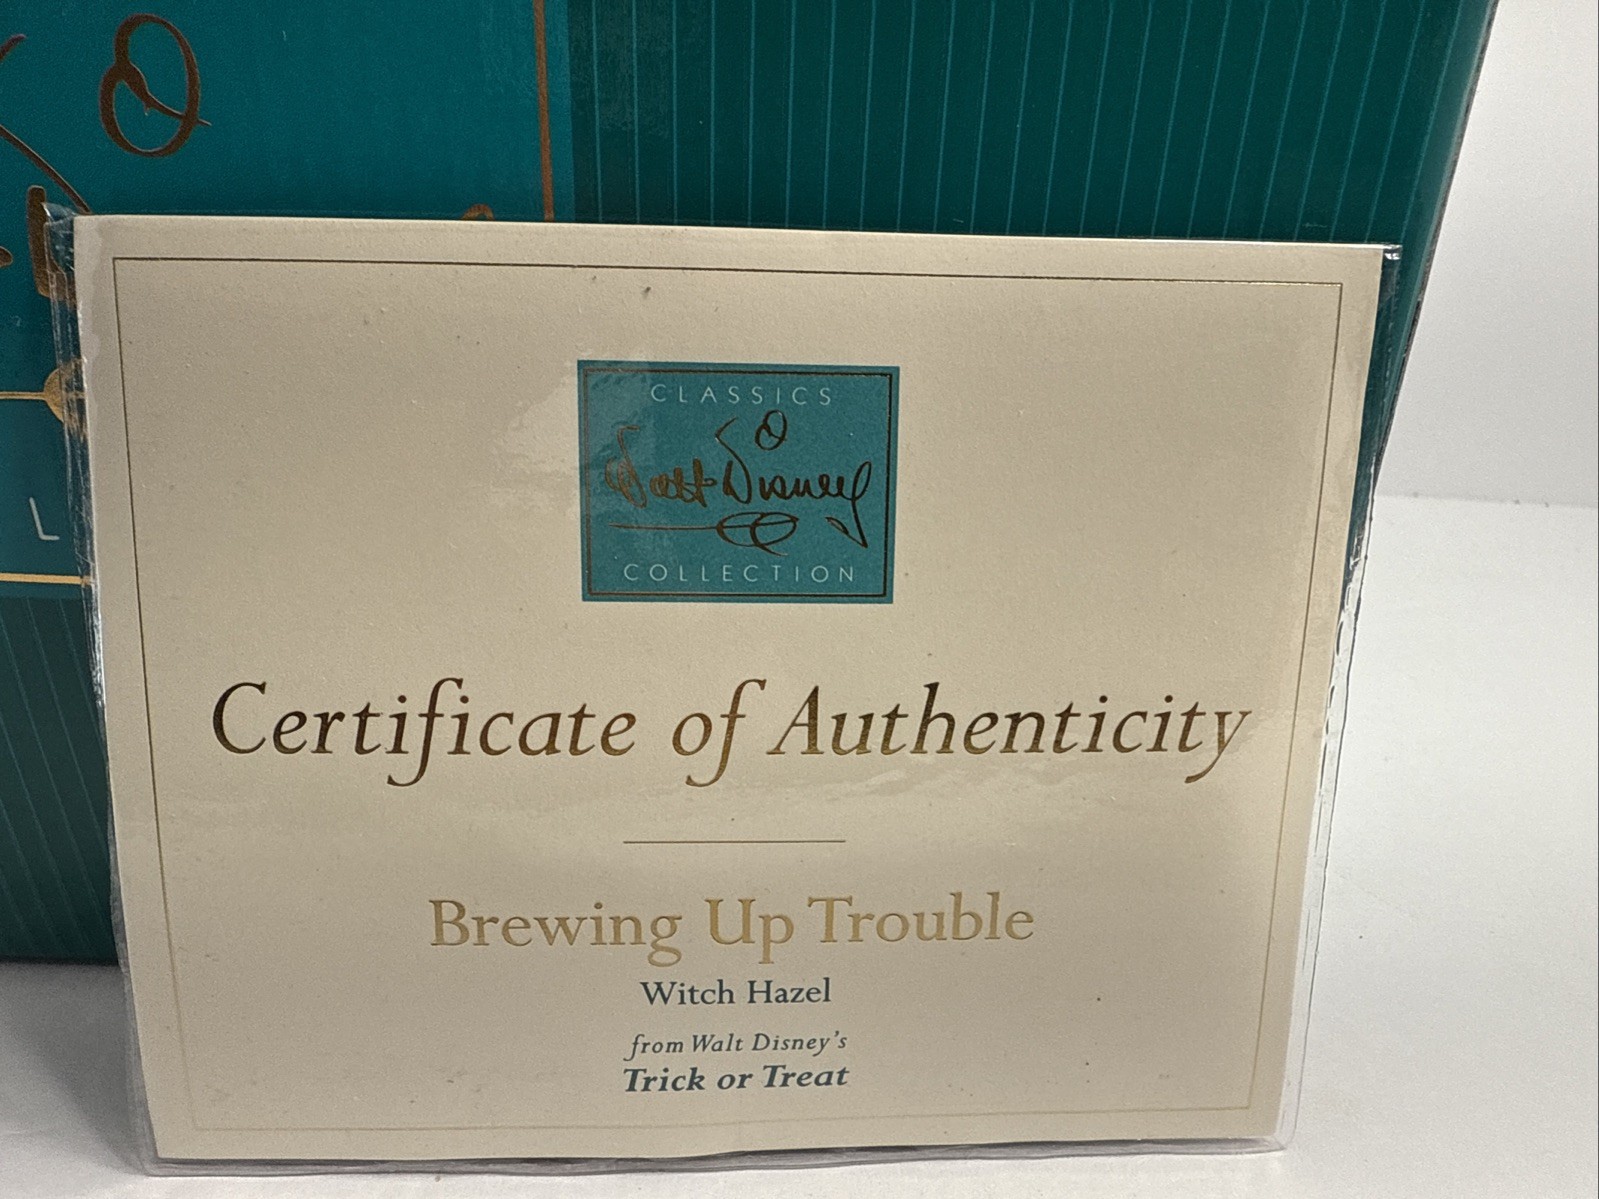 CLASSICS
Walt Disney
COLLECTION
Certificate of Authenticity
Brewing Up Trouble
Witch Hazel
from Walt Disney's
Trick or Treat